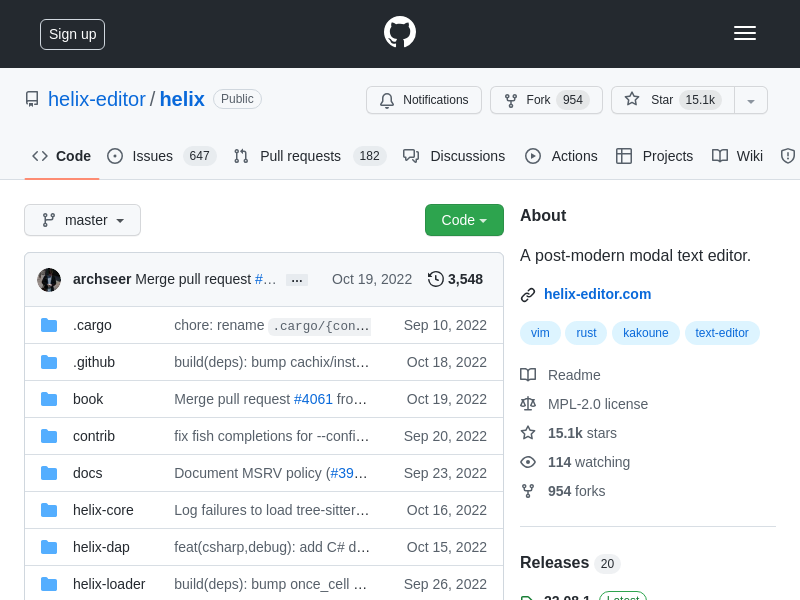 Sign up
helix-editor / helix Public
Notifications
Fork 954
Star 15.1k
Code
Issues 647
Pull requests 182
Discussions
Actions
Projects
Wiki
master
Code
archseer Merge pull request #… … Oct 19, 2022 3,548
.cargo chore: rename .cargo/{con… Sep 10, 2022
.github build(deps): bump cachix/inst… Oct 18, 2022
book Merge pull request #4061 fro… Oct 19, 2022
contrib fix fish completions for --confi… Sep 20, 2022
docs Document MSRV policy (#39… Sep 23, 2022
helix-core Log failures to load tree-sitter… Oct 16, 2022
helix-dap feat(csharp,debug): add C# d… Oct 15, 2022
helix-loader build(deps): bump once_cell … Sep 26, 2022
About
A post-modern modal text editor.
helix-editor.com
vim rust kakoune text-editor
Readme
MPL-2.0 license
15.1k stars
114 watching
954 forks
Releases 20
22.08.1 Latest